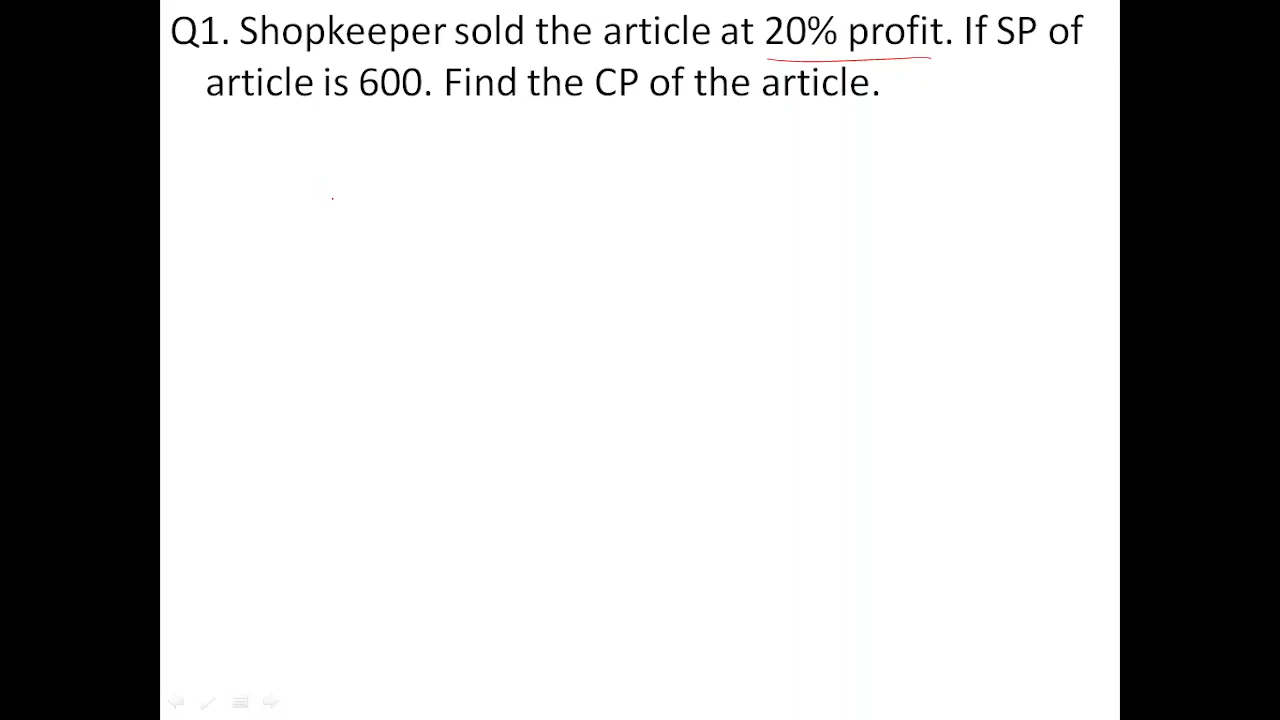 Q1. Shopkeeper sold the article at 20% profit. If SP of
article is 600. Find the CP of the article.